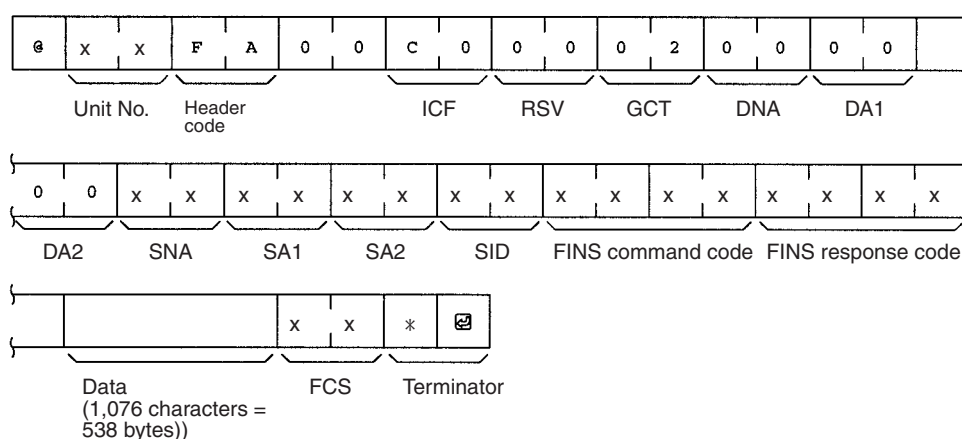 @ x x F A 0 0 C 0 0 0 0 2 0 0 0 0
Unit No. Header code ICF RSV GCT DNA DA1
0 0 x x x x x x x x x x x x x x x x
DA2 SNA SA1 SA2 SID FINS command code FINS response code
x x * ↵
Data FCS Terminator
(1,076 characters =
538 bytes))